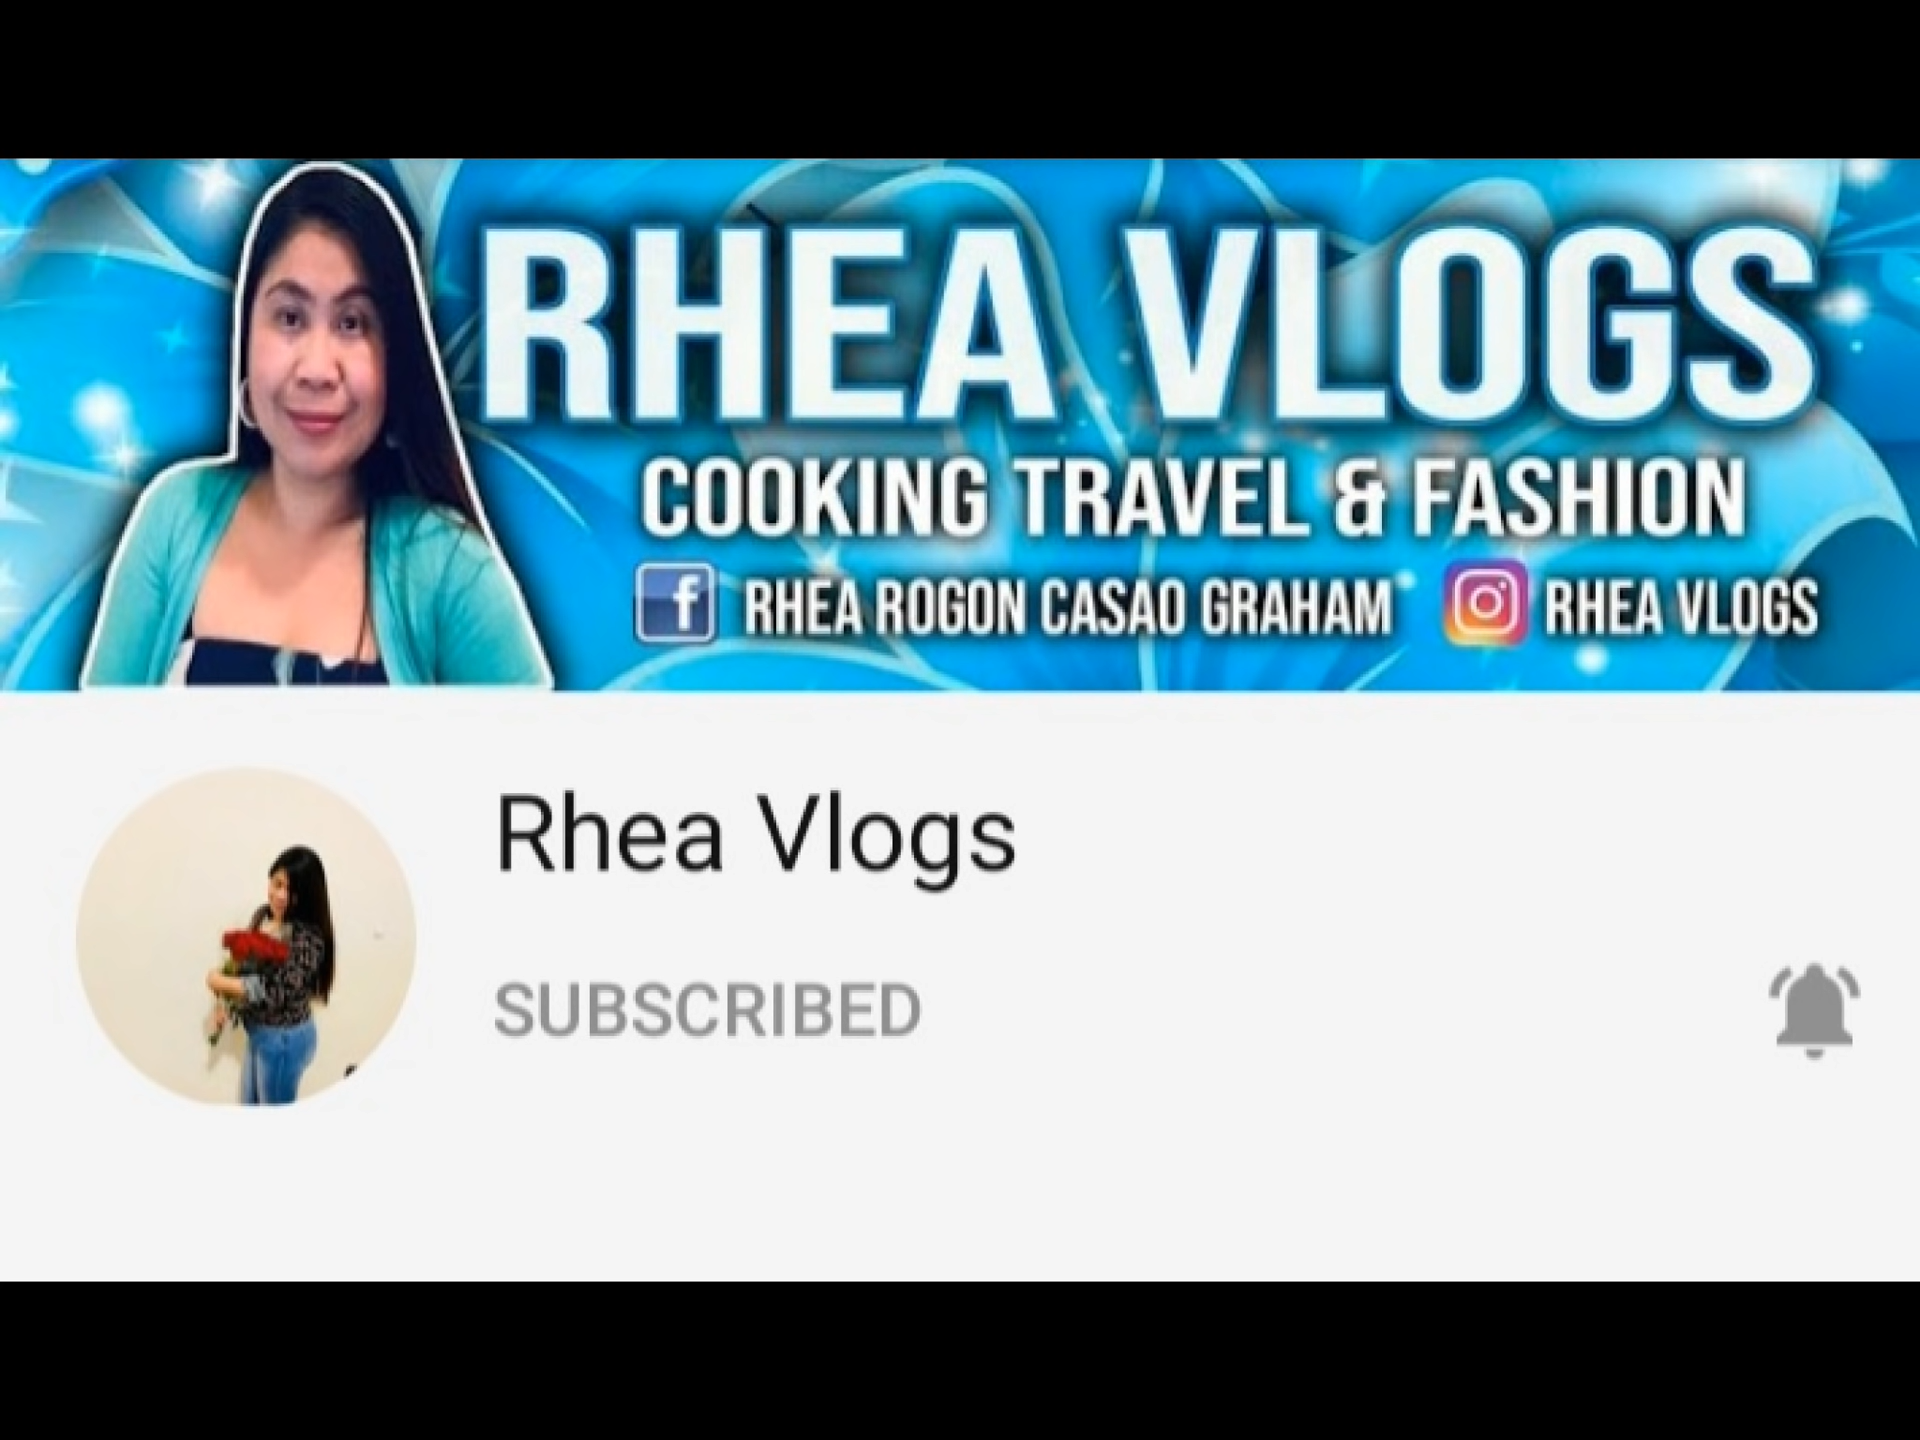 RHEA VLOGS
COOKING TRAVEL & FASHION
RHEA ROGON CASAO GRAHAM RHEA VLOGS
Rhea Vlogs
SUBSCRIBED